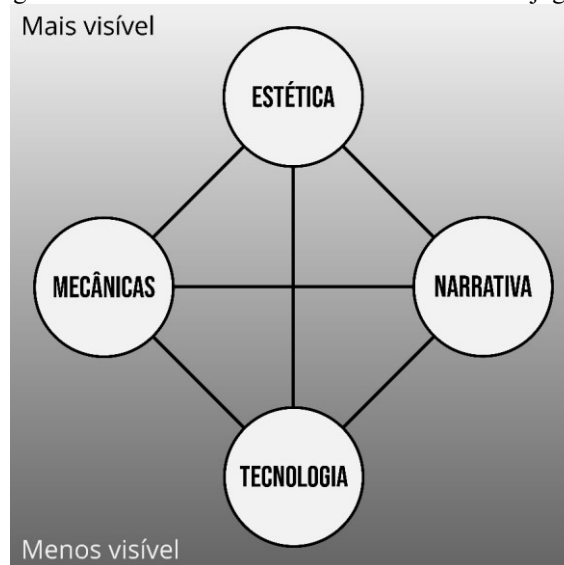 Mais visível
ESTÉTICA
MECÂNICAS
NARRATIVA
TECNOLOGIA
Menos visível